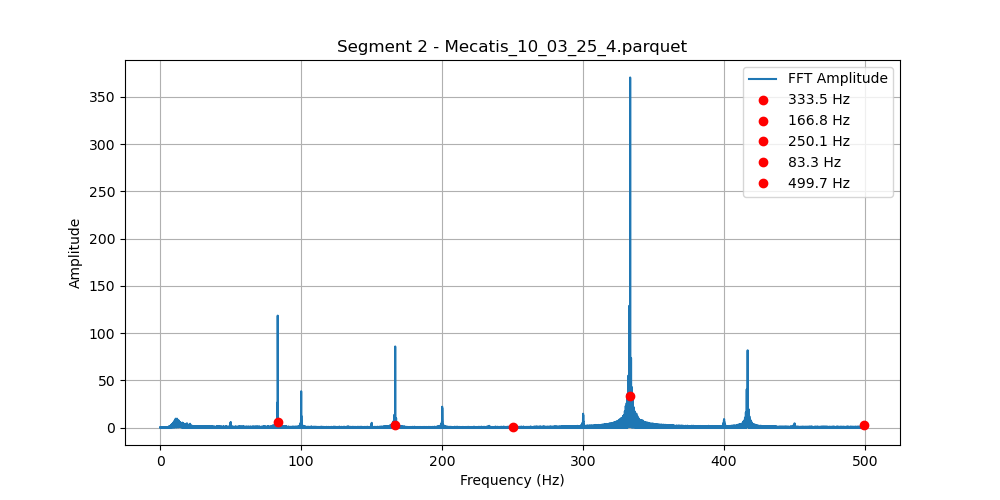 Segment 2 - Mecatis_10_03_25_4.parquet
FFT Amplitude
333.5 Hz
166.8 Hz
250.1 Hz
83.3 Hz
499.7 Hz
350
300
250
200
150
100
50
0
Amplitude
0 100 200 300 400 500
Frequency (Hz)